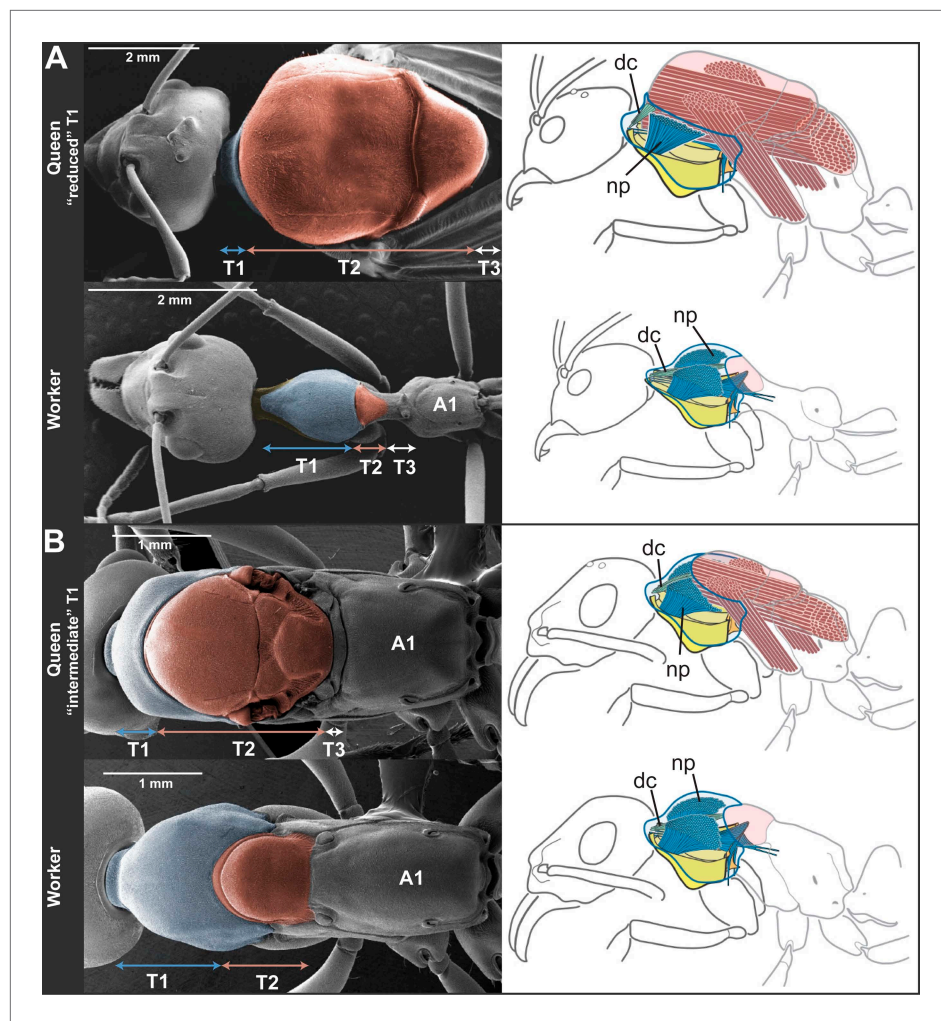 A
Queen
"reduced" T1
2 mm
T1
T2
T3
dc
np
Worker
2 mm
A1
T1
T2
T3
dc
np
B
Queen
"intermediate" T1
1 mm
A1
T1
T2
T3
dc
np
Worker
1 mm
A1
T1
T2
dc
np